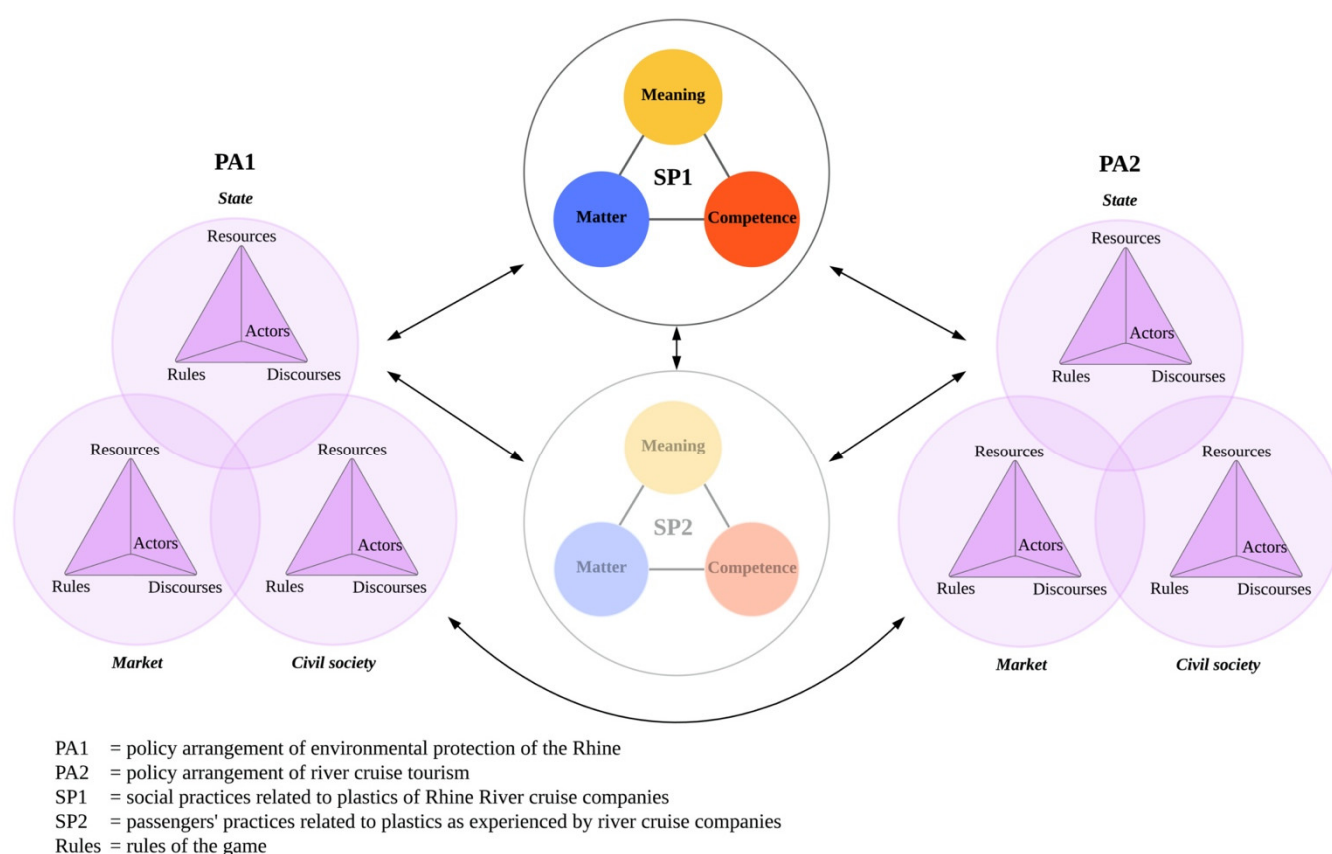 PA1
State
Resources
Actors
Rules
Discourses
Resources
Actors
Rules
Discourses
Market
Resources
Actors
Rules
Discourses
Civil society
Meaning
SP1
Matter
Competence
Meaning
SP2
Matter
Competence
PA2
State
Resources
Actors
Rules
Discourses
Resources
Actors
Rules
Discourses
Market
Resources
Actors
Rules
Discourses
Civil society
PA1 = policy arrangement of environmental protection of the Rhine
PA2 = policy arrangement of river cruise tourism
SP1 = social practices related to plastics of Rhine River cruise companies
SP2 = passengers' practices related to plastics as experienced by river cruise companies
Rules = rules of the game